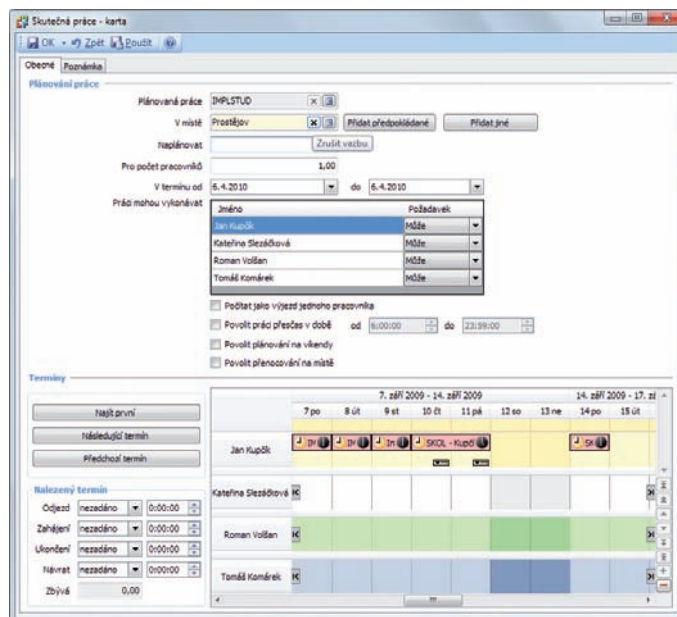 Skutečná práce - karta
OK Zpět Použít
Obecné Poznámka
Plánování práce
Plánovaná práce IMPLSTUD
V místě Prostějov Přidat předpokládané Přidat jiné
Naplánovat Zrušit vazbu
Pro počet pracovníků 1,00
V termínu od 6.4.2010 do 6.4.2010
Práci mohou vykonávat
Jméno Požadavek
Jan Kupčík Může
Kateřina Slezáčková Může
Roman Volšan Může
Tomáš Komárek Může
Počítat jako výjezd jednoho pracovníka
Povolit práci přesčas v době od 6:00:00 do 23:59:00
Povolit plánování na víkendy
Povolit přenocování na místě
Termíny
Najít první
Následující termín
Předchozí termín
7. září 2009 - 14. září 2009 14. září 2009 - 17. zá
7 po 8 út 9 st 10 čt 11 pá 12 so 13 ne 14 po 15 út
Jan Kupčík SKOL - Kupčí
Kateřina Slezáčková
Roman Volšan
Tomáš Komárek
Nalezený termín
Odjezd nezadáno 0:00:00
Zahájení nezadáno 0:00:00
Ukončení nezadáno 0:00:00
Návrat nezadáno 0:00:00
Zbývá 0,00